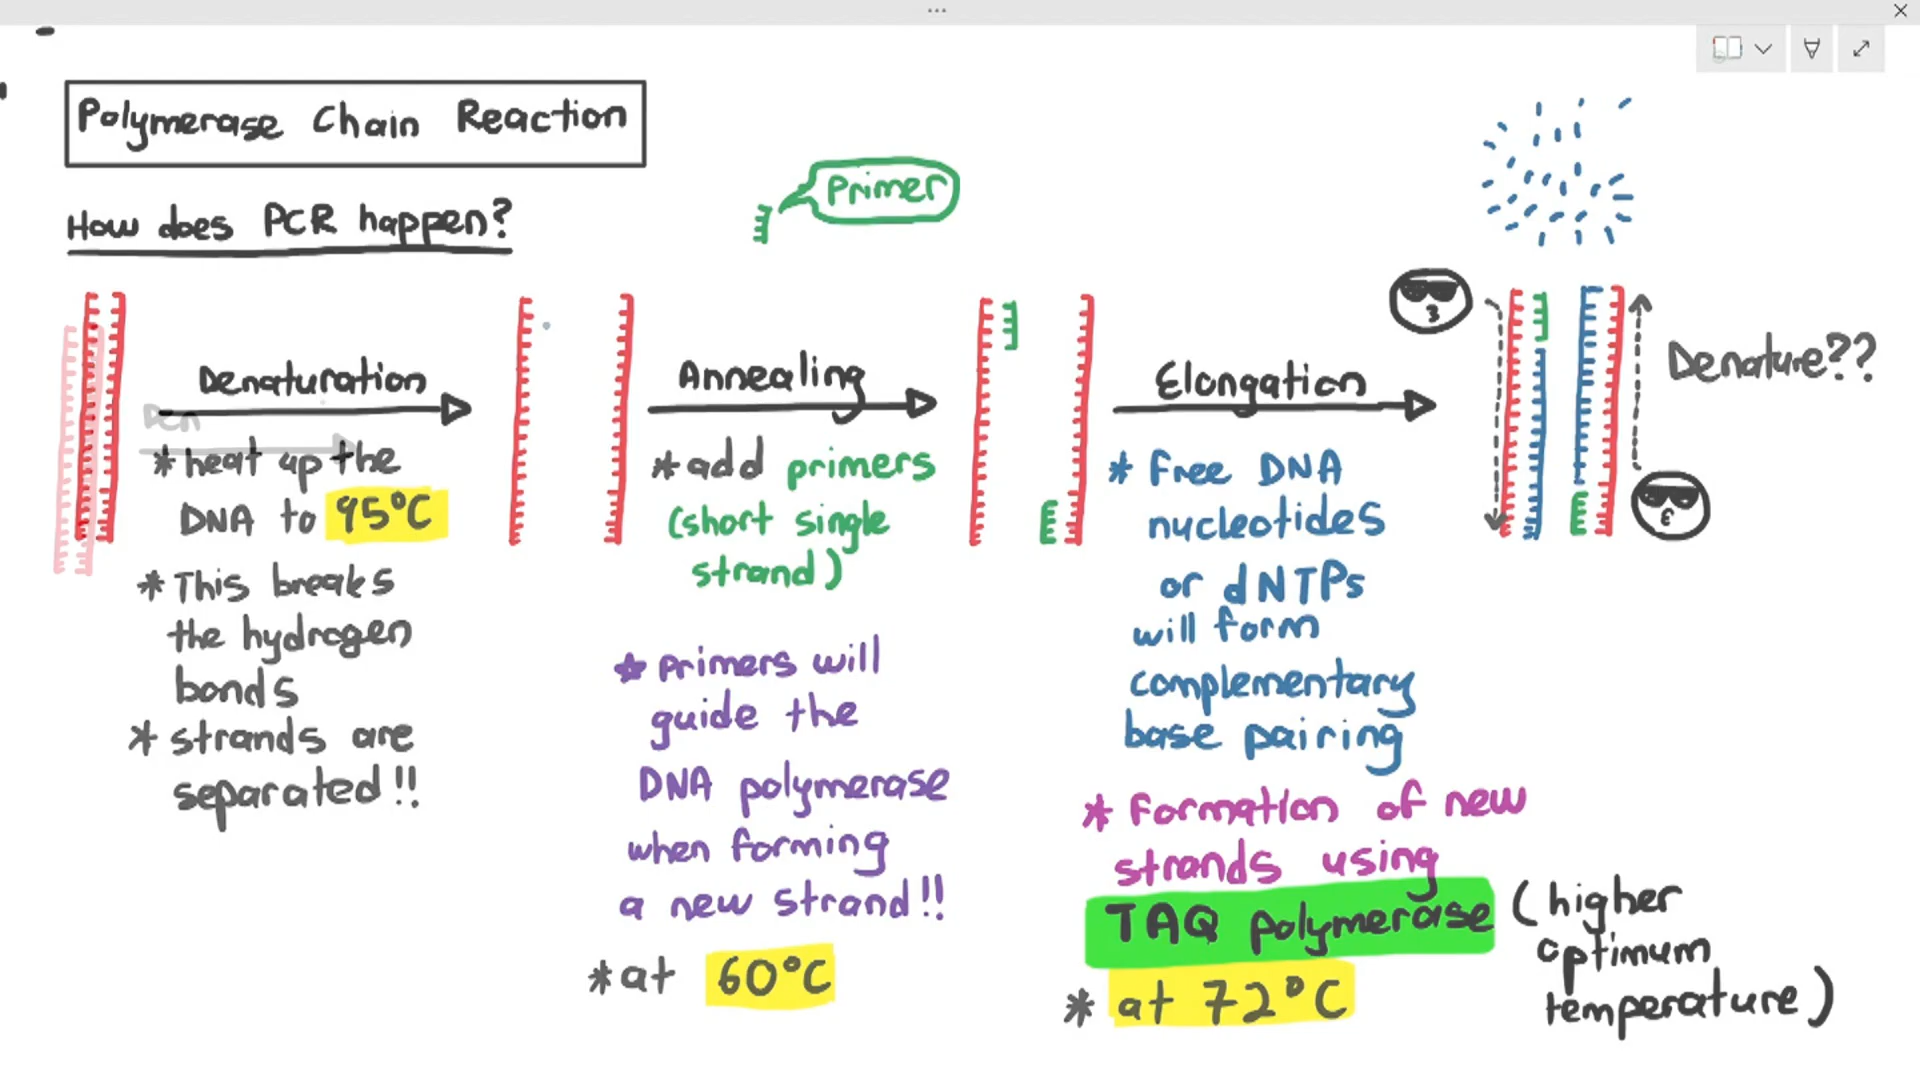 Polymerase Chain Reaction
How does PCR happen?
Primer
Denaturation
Den
* heat up the
DNA to 95°C
* This breaks
the hydrogen
bonds
* strands are
separated!!
Annealing
* add primers
(short single
strand)
* primers will
guide the
DNA polymerase
when forming
a new strand!!
* at 60°C
Elongation
* Free DNA
nucleotides
or dNTPs
will form
complementary
base pairing
* Formation of new
strands using
TAQ polymerase (higher
optimum
temperature)
* at 72°C
Denature??